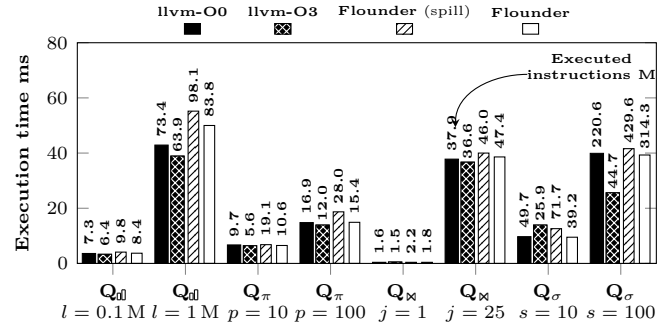 llvm-O0 llvm-O3 Flounder (spill) Flounder
Execution time ms
80
60
40
20
0
Executed
instructions M
7.3 6.4 9.8 8.4
73.4 63.9 98.1 83.8
9.7 5.6 19.1 10.6
16.9 12.0 28.0 15.4
1.6 1.5 2.2 1.8
37.9 36.6 46.0 47.4
49.7 25.9 71.7 39.2
220.6 44.7 429.6 314.3
Q Q Qπ Qπ Q⋈ Q⋈ Qσ Qσ
l = 0.1 M l = 1 M p = 10 p = 100 j = 1 j = 25 s = 10 s = 100